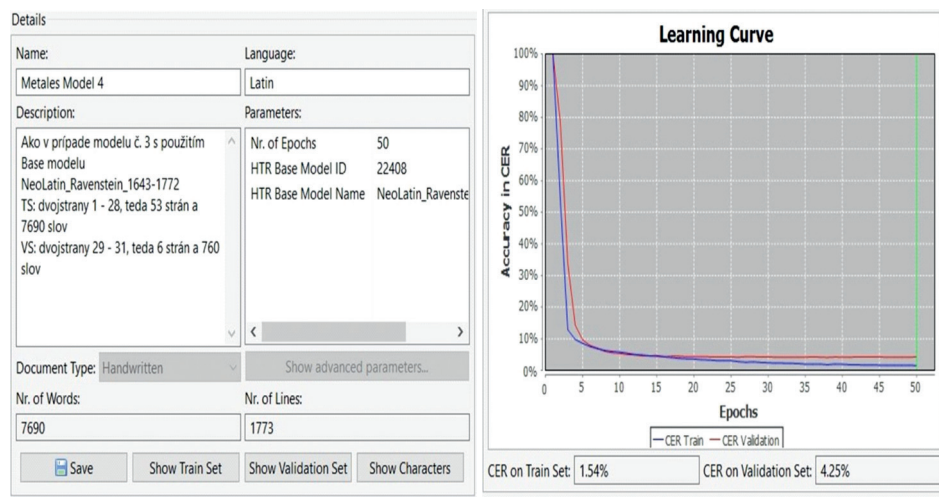 Details
Name:
Language:
Metales Model 4
Latin
Description:
Parameters:
Ako v prípade modelu č. 3 s použitím
Base modelu
NeoLatin_Ravenstein_1643-1772
TS: dvojstrany 1 - 28, teda 53 strán a
7690 slov
VS: dvojstrany 29 - 31, teda 6 strán a 760
slov
Nr. of Epochs 50
HTR Base Model ID 22408
HTR Base Model Name NeoLatin_Ravenste
Document Type: Handwritten
Show advanced parameters...
Nr. of Words:
Nr. of Lines:
7690
1773
Save
Show Train Set
Show Validation Set
Show Characters
Learning Curve
Accuracy in CER
100%
90%
80%
70%
60%
50%
40%
30%
20%
10%
0%
0 5 10 15 20 25 30 35 40 45 50
Epochs
CER Train CER Validation
CER on Train Set: 1.54%
CER on Validation Set: 4.25%